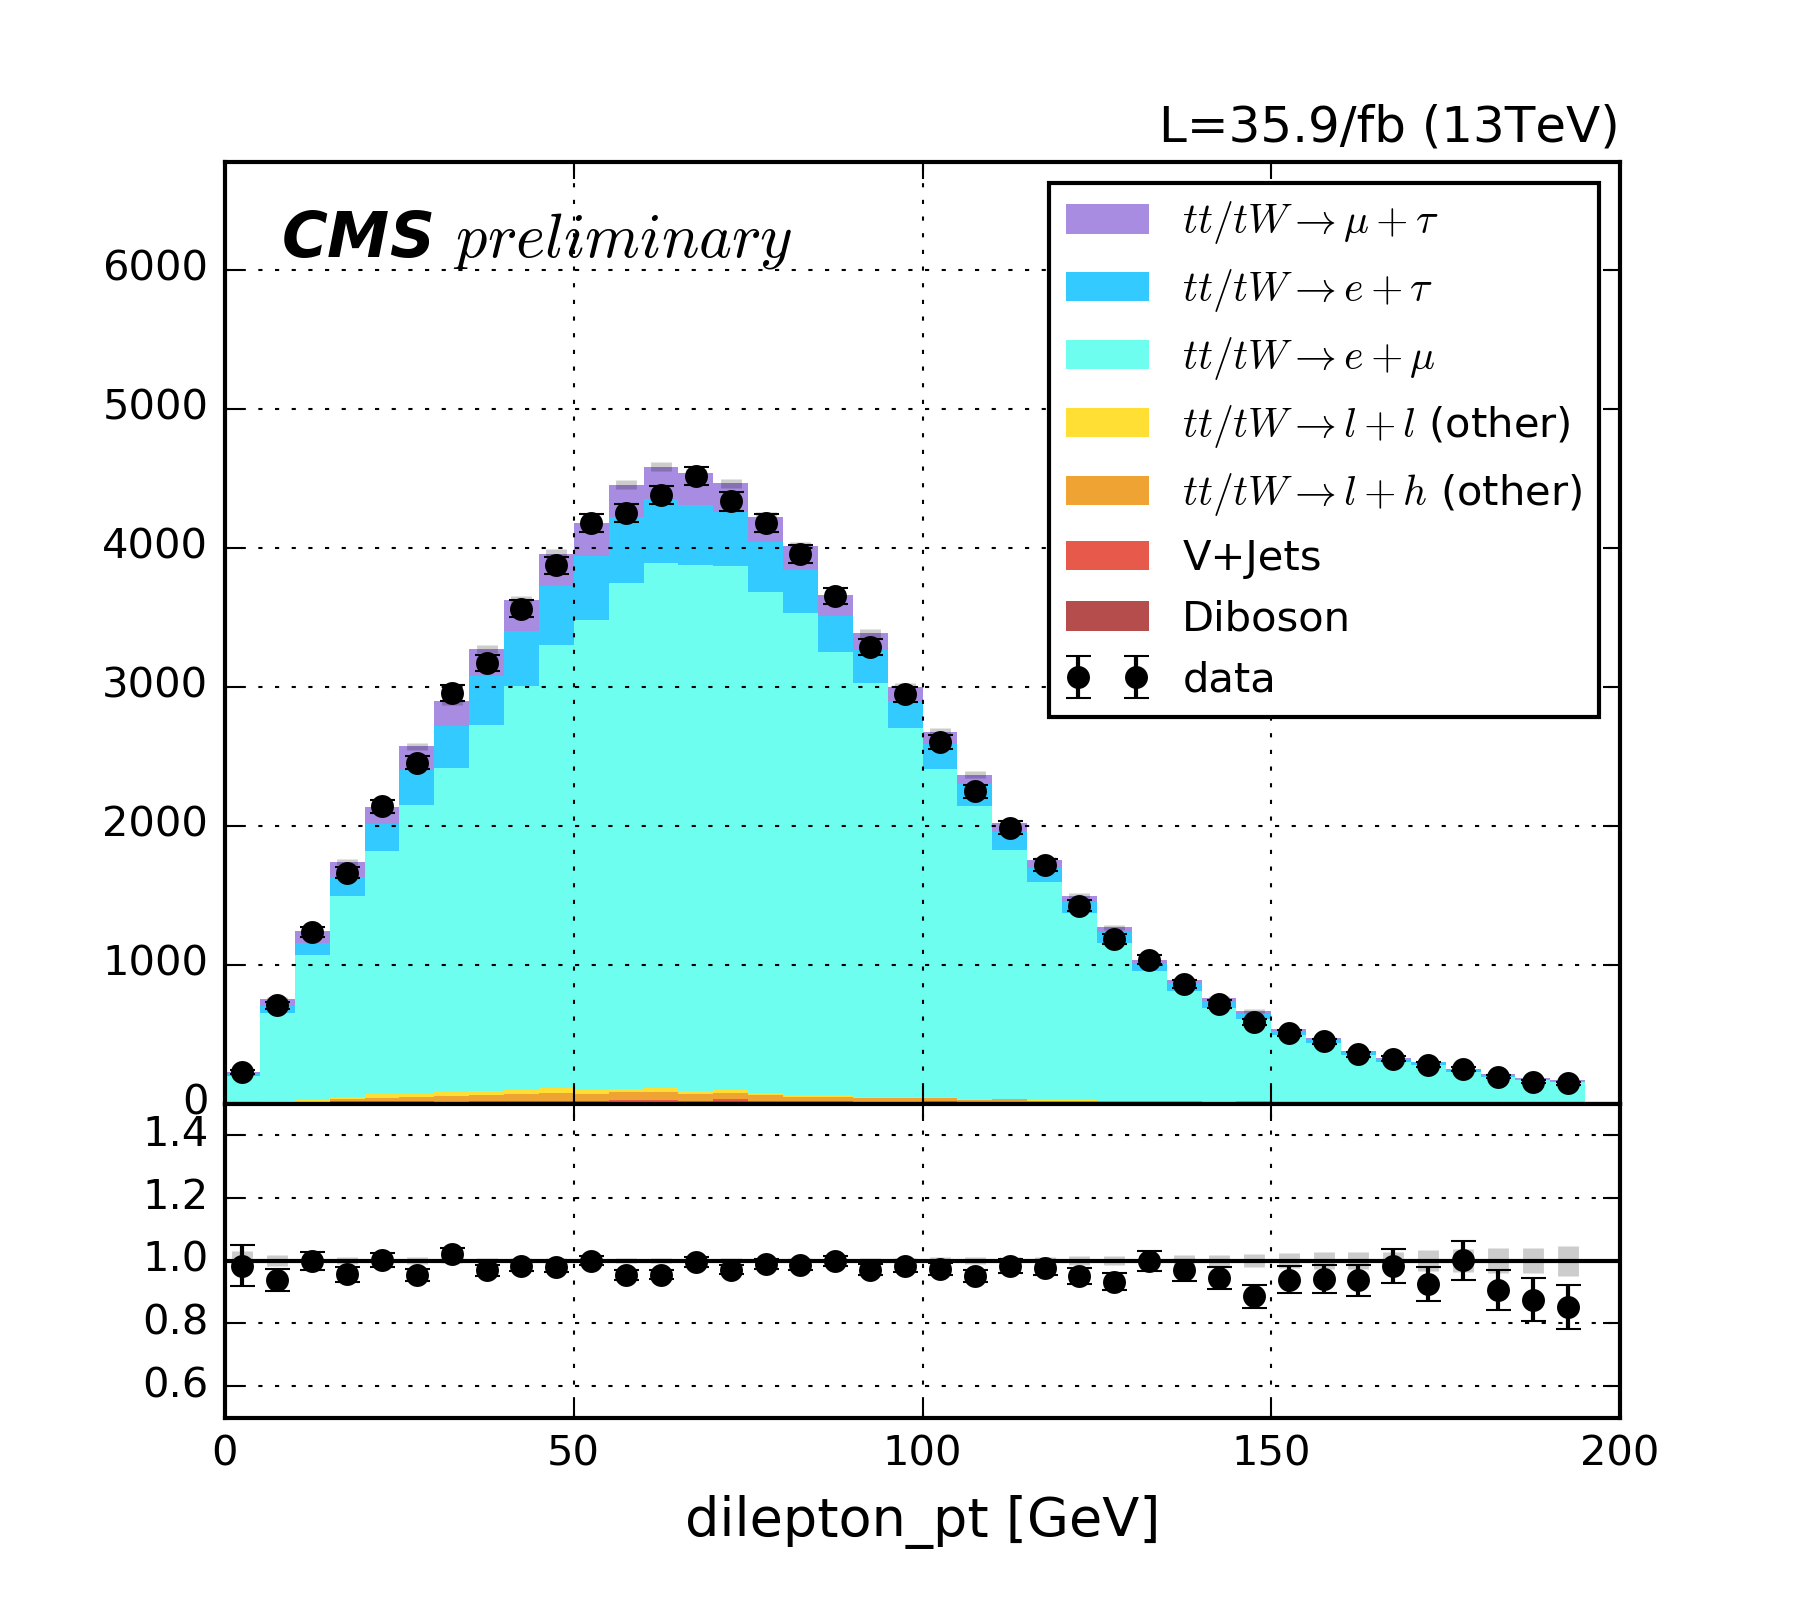 L=35.9/fb (13TeV)
CMS preliminary
tt/tW → μ + τ
tt/tW → e + τ
tt/tW → e + μ
tt/tW → l + l (other)
tt/tW → l + h (other)
V+Jets
Diboson
data
6000
5000
4000
3000
2000
1000
0
1.4
1.2
1.0
0.8
0.6
0 50 100 150 200
dilepton_pt [GeV]